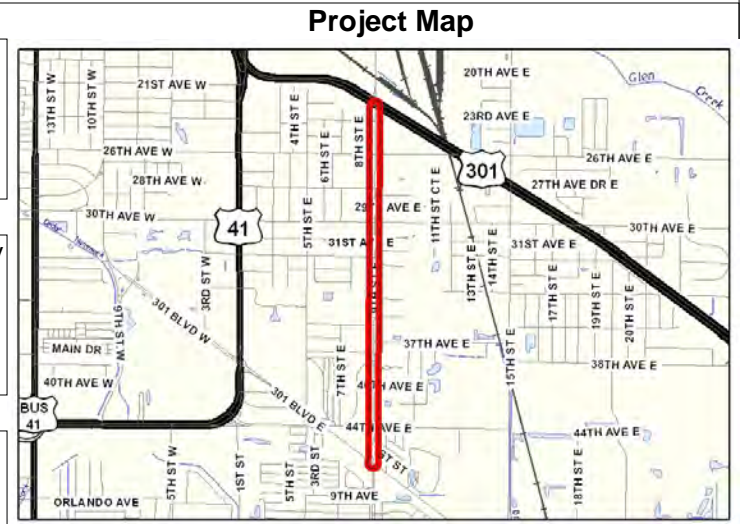 Project Map
20TH AVE E
Glen
Creek
13TH ST W
10TH ST W
21ST AVE W
4TH ST E
8TH ST E
23RD AVE E
26TH AVE W
6TH ST E
301
26TH AVE E
28TH AVE W
27TH AVE DR E
30TH AVE W
41
5TH ST E
29 AVE E
11TH ST CT E
30TH AVE E
31ST AVE E
31ST AVE E
3RD ST W
13TH ST E
14TH ST E
17TH ST E
19TH ST E
20TH ST E
9TH ST W
301 BLVD W
MAIN DR
37TH AVE E
7TH ST E
15TH ST E
38TH AVE E
40TH AVE W
AVE E
301 BLVD E
BUS
41
44TH AVE E
44TH AVE E
ST ST
5TH ST W
1ST ST
5TH ST
3RD ST
18TH ST E
9TH AVE
ORLANDO AVE
y